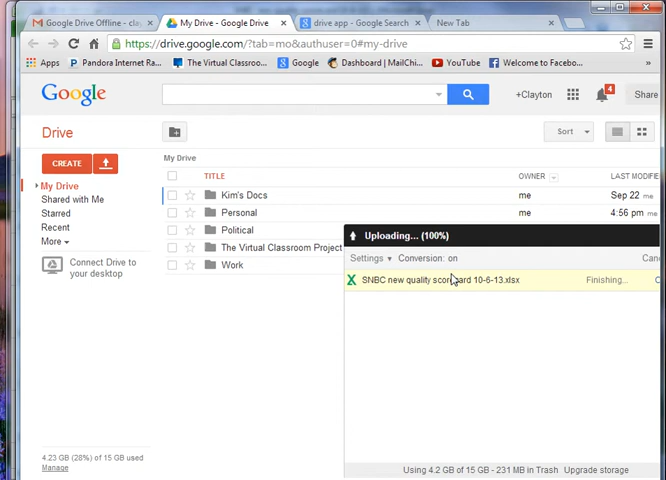 Google Drive Offline - clay
My Drive - Google Drive
drive app - Google Search
New Tab
https://drive.google.com/?tab=mo&authuser=0#my-drive
Apps Pandora Internet Ra... The Virtual Classroo... Google Dashboard | MailChi... YouTube Welcome to Facebo... »
Google +Clayton 4 Share
Drive Sort
CREATE My Drive
My Drive TITLE OWNER LAST MODIFIE
Shared with Me Kim's Docs me Sep 22
Starred Personal me 4:56 pm
Recent Political
More The Virtual Classroom Project
Work
Connect Drive to
your desktop
Uploading... (100%)
Settings Conversion: on Canc
SNBC new quality scorecard 10-6-13.xlsx Finishing...
4.23 GB (28%) of 15 GB used
Manage
Using 4.2 GB of 15 GB - 231 MB in Trash Upgrade storage